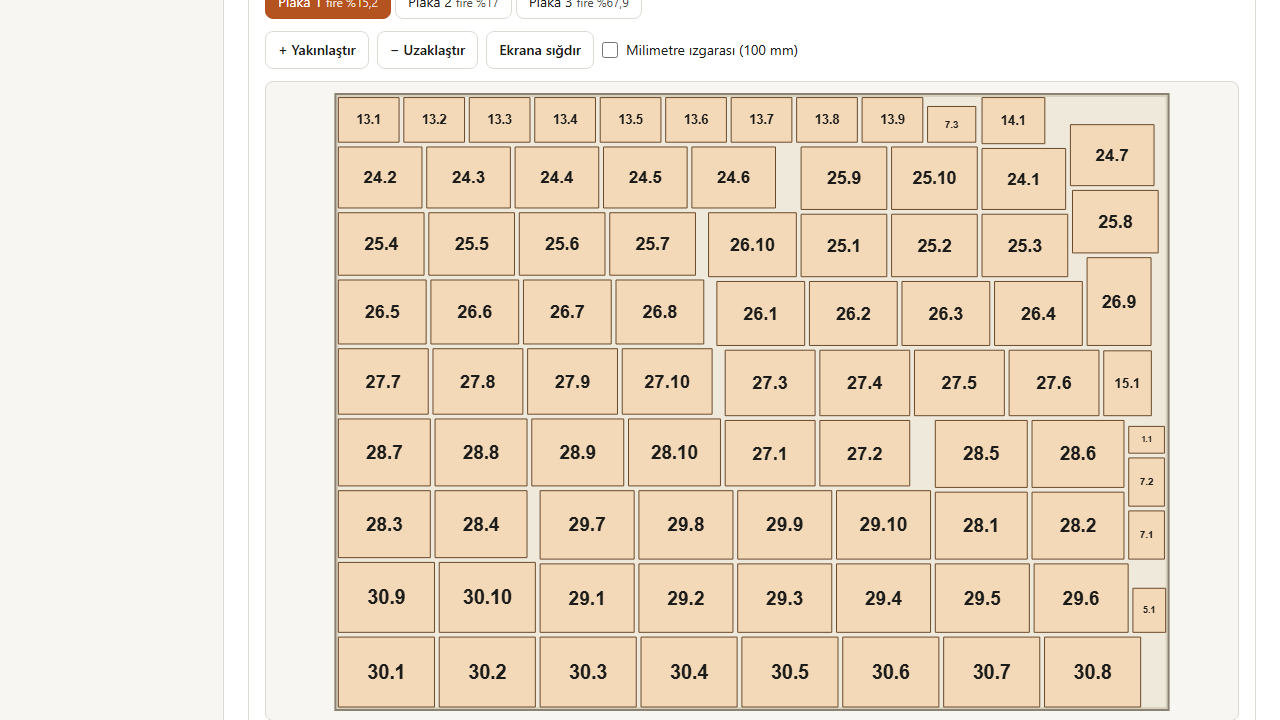 Plaka 1 fire %15,2 Plaka 2 fire %17 Plaka 3 fire %67,9
+ Yakınlaştır − Uzaklaştır Ekrana sığdır Milimetre ızgarası (100 mm)
13.1 13.2 13.3 13.4 13.5 13.6 13.7 13.8 13.9 7.3 14.1
24.7
24.2 24.3 24.4 24.5 24.6 25.9 25.10 24.1
25.8
25.4 25.5 25.6 25.7 26.10 25.1 25.2 25.3
26.9
26.5 26.6 26.7 26.8 26.1 26.2 26.3 26.4
27.7 27.8 27.9 27.10 27.3 27.4 27.5 27.6 15.1
1.1
28.7 28.8 28.9 28.10 27.1 27.2 28.5 28.6
7.2
28.3 28.4 29.7 29.8 29.9 29.10 28.1 28.2 7.1
30.9 30.10 29.1 29.2 29.3 29.4 29.5 29.6 5.1
30.1 30.2 30.3 30.4 30.5 30.6 30.7 30.8